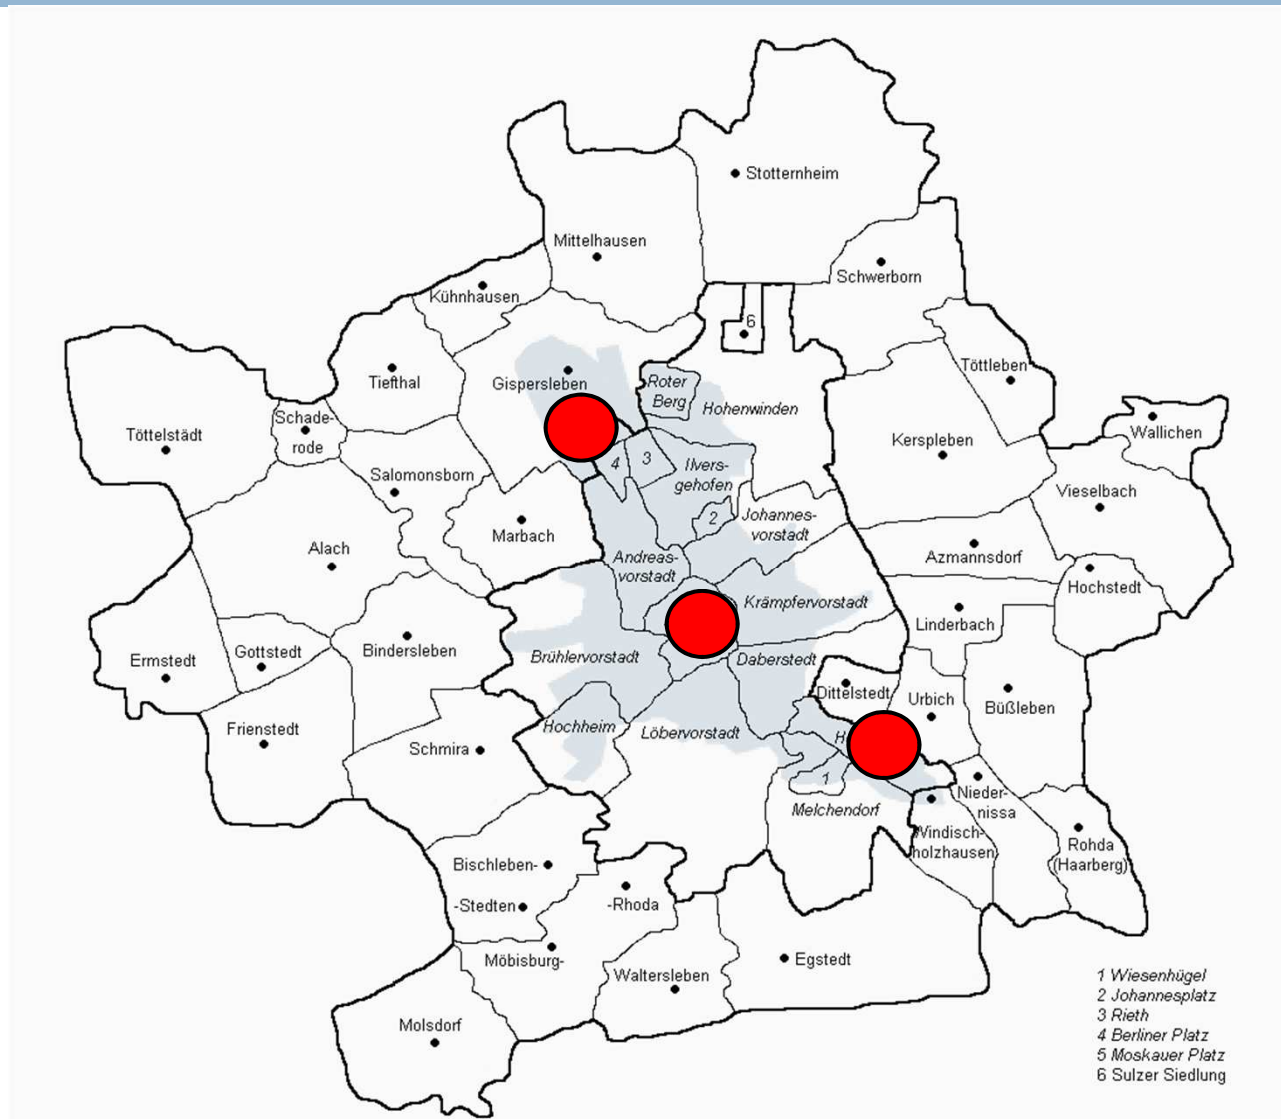 Stotternheim
Mittelhausen
Schwerborn
Kühnhausen
6
Töttleben
Tiefthal
Gispersleben
Roter
Berg
Hohenwinden
Schade-
rode
Töttelstädt
Wallichen
Kerspleben
Salomonsborn
4
3
Ilvers-
gehofen
Vieselbach
2
Johannes-
vorstadt
Marbach
Alach
Andreas-
vorstadt
Azmannsdorf
Hochstedt
Krämpfervorstadt
Linderbach
Gottstedt
Bindersleben
Ermstedt
Brühlervorstadt
Daberstedt
Dittelstedt
Urbich
Büßleben
Frienstedt
Hochheim
Löbervorstadt
H
Schmira
1
Nieder-
nissa
Melchendorf
Windisch-
holzhausen
Rohda
(Haarberg)
Bischleben-
-Stedten
-Rhoda
Möbisburg-
Waltersleben
Egstedt
Molsdorf
1 Wiesenhügel
2 Johannesplatz
3 Rieth
4 Berliner Platz
5 Moskauer Platz
6 Sulzer Siedlung